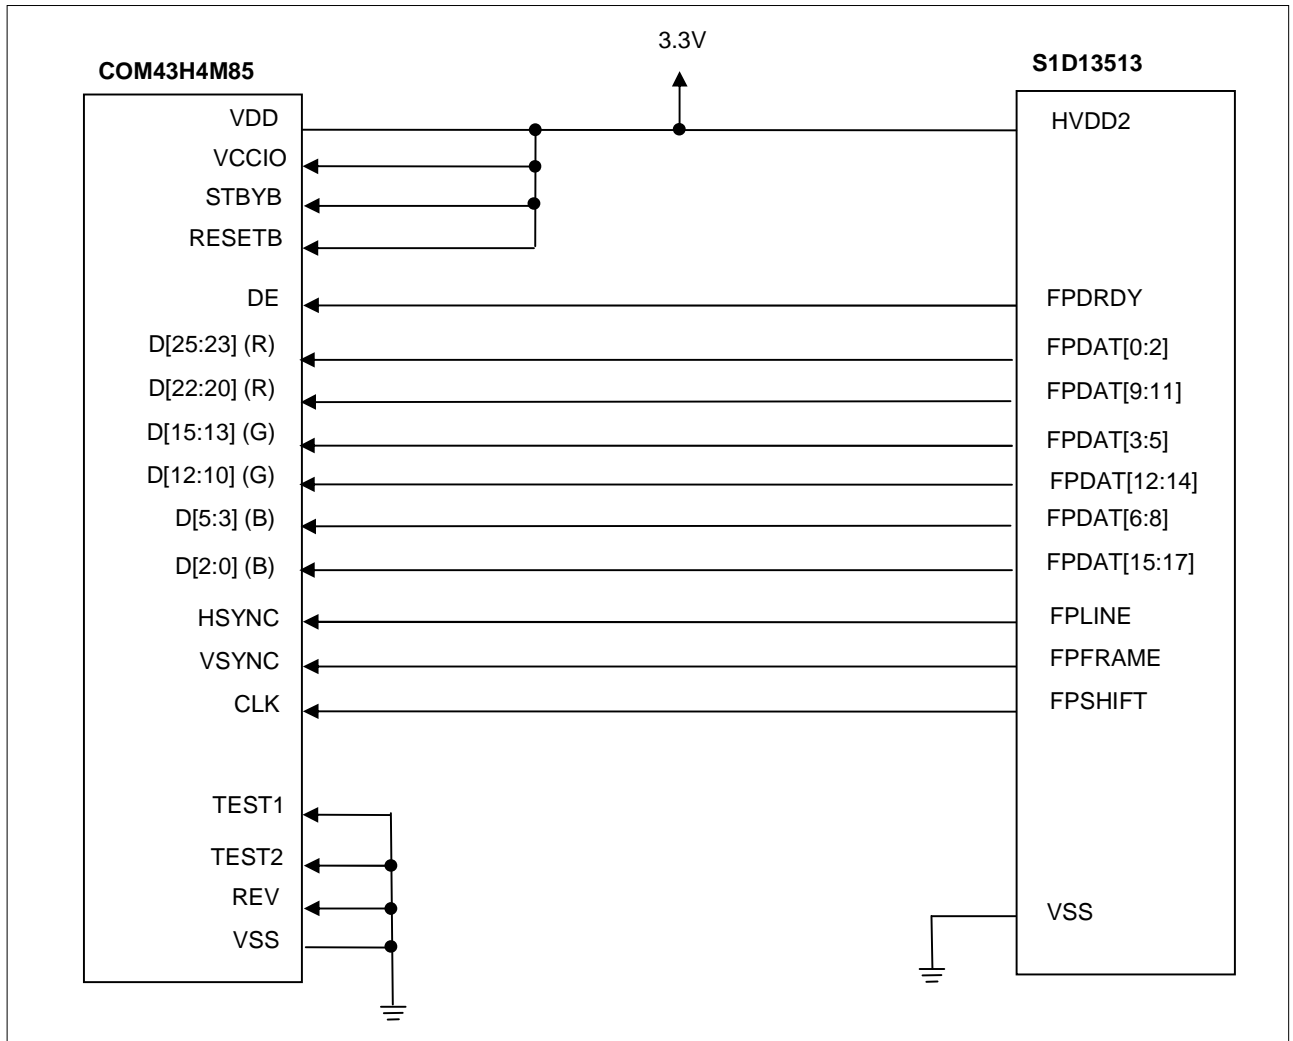 3.3V
COM43H4M85
S1D13513
VDD
HVDD2
VCCIO
STBYB
RESETB
DE
FPDRDY
D[25:23] (R)
FPDAT[0:2]
D[22:20] (R)
FPDAT[9:11]
D[15:13] (G)
FPDAT[3:5]
D[12:10] (G)
FPDAT[12:14]
D[5:3] (B)
FPDAT[6:8]
D[2:0] (B)
FPDAT[15:17]
HSYNC
FPLINE
VSYNC
FPFRAME
CLK
FPSHIFT
TEST1
TEST2
REV
VSS
VSS